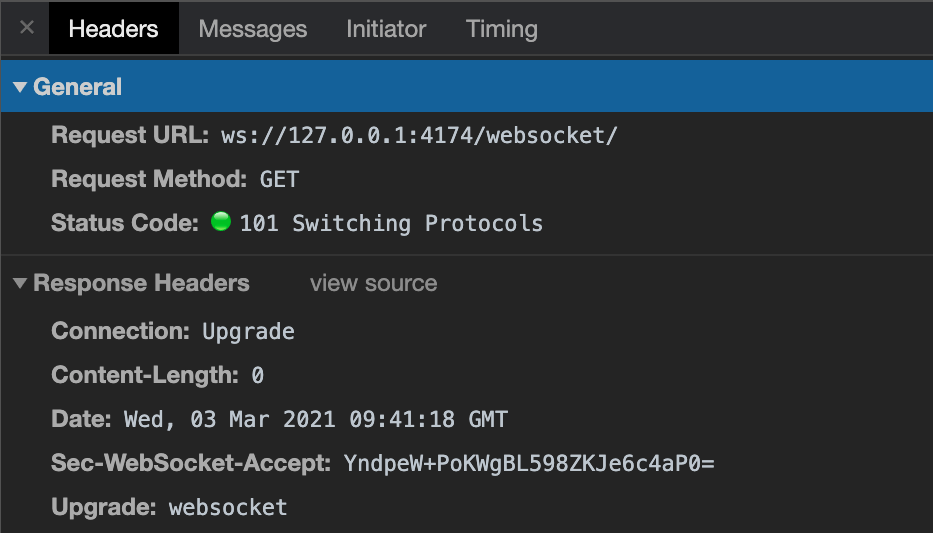 × Headers Messages Initiator Timing
General
Request URL: ws://127.0.0.1:4174/websocket/
Request Method: GET
Status Code: 101 Switching Protocols
Response Headers view source
Connection: Upgrade
Content-Length: 0
Date: Wed, 03 Mar 2021 09:41:18 GMT
Sec-WebSocket-Accept: YndpeW+PoKWgBL598ZKJe6c4aP0=
Upgrade: websocket